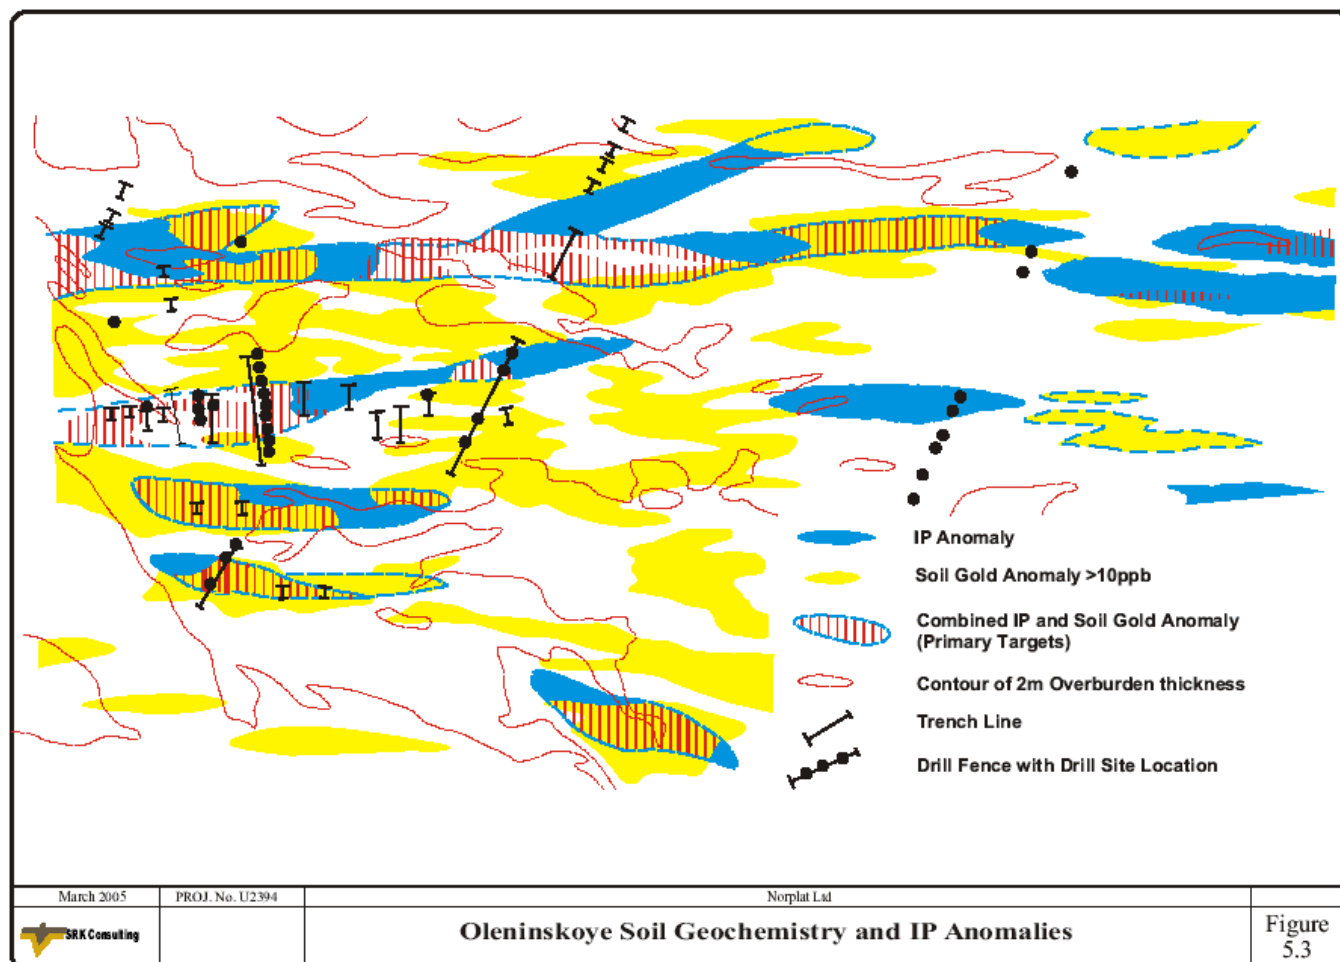 IP Anomaly
Soil Gold Anomaly >10ppb
Combined IP and Soil Gold Anomaly
(Primary Targets)
Contour of 2m Overburden thickness
Trench Line
Drill Fence with Drill Site Location
March 2005
PROJ. No. U2394
Norplat Ltd
SRK Consulting
Oleninskoye Soil Geochemistry and IP Anomalies
Figure
5.3